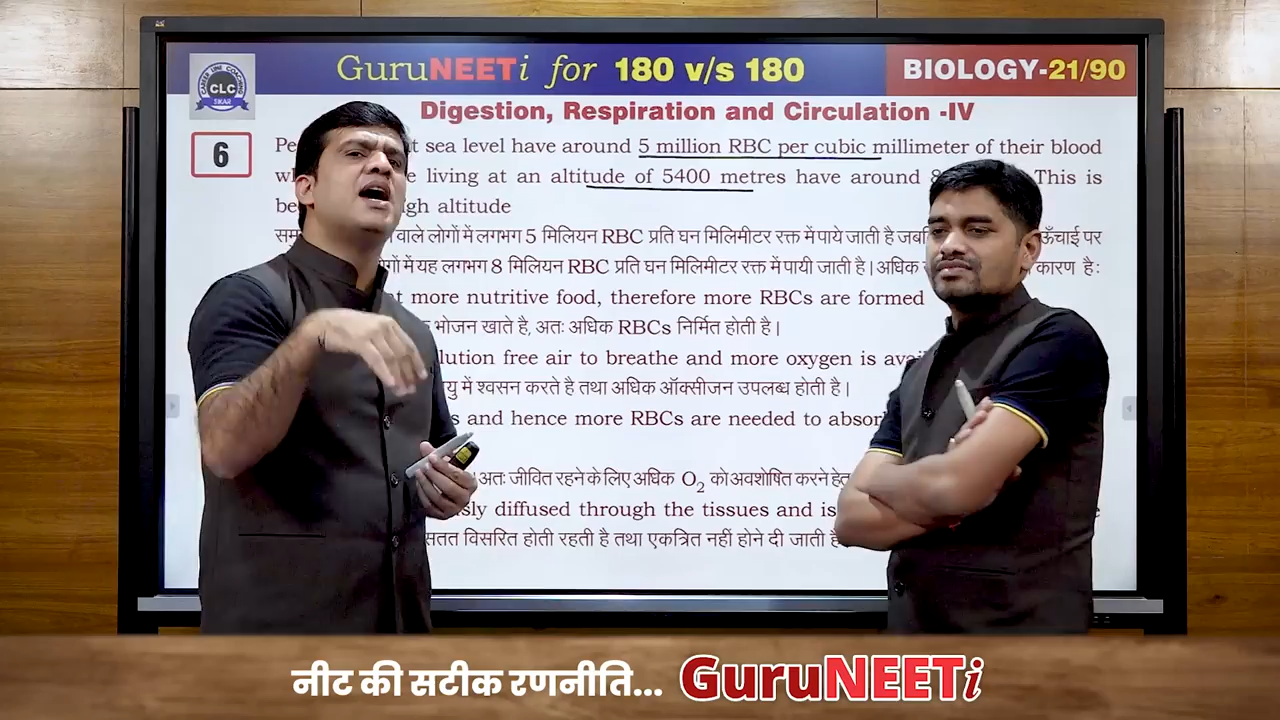 GuruNEETi for 180 v/s 180
BIOLOGY-21/90
CAREER LINE COACHING
CLC
SIKAR
Digestion, Respiration and Circulation -IV
6
sea level have around 5 million RBC per cubic millimeter of their blood
living at an altitude of 5400 metres have around This is
altitude
वाले लोगों में लगभग 5 मिलियन RBC प्रति घन मिलिमीटर रक्त में पाये जाती है ऊँचाई पर
में यह लगभग 8 मिलियन RBC प्रति घन मिलिमीटर रक्त में पायी जाती है। अधिक कारण है:
more nutritive food, therefore more RBCs are formed
भोजन खाते है, अतः अधिक RBCs निर्मित होती है।
free air to breathe and more oxygen is
में श्वसन करते है तथा अधिक ऑक्सीजन उपलब्ध होती है।
and hence more RBCs are needed to
अतः जीवित रहने के लिए अधिक O₂ को अवशोषित करने
diffused through the tissues and is
सतत विसरित होती रहती है तथा एकत्रित नहीं होने दी जाती
नीट की सटीक रणनीति... GuruNEETi